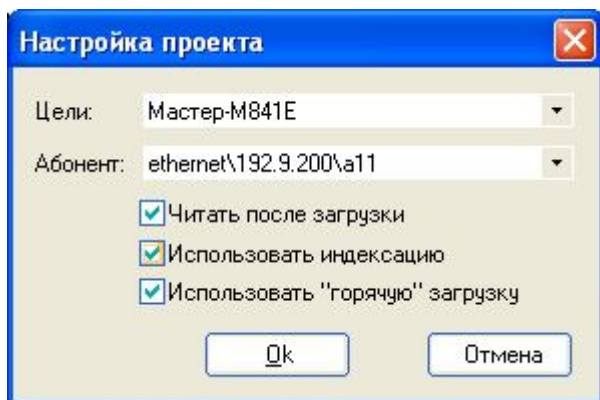 Настройка проекта
Цели: Мастер-М841Е
Абонент: ethernet\192.9.200\a11
Читать после загрузки
Использовать индексацию
Использовать "горячую" загрузку
Ok Отмена